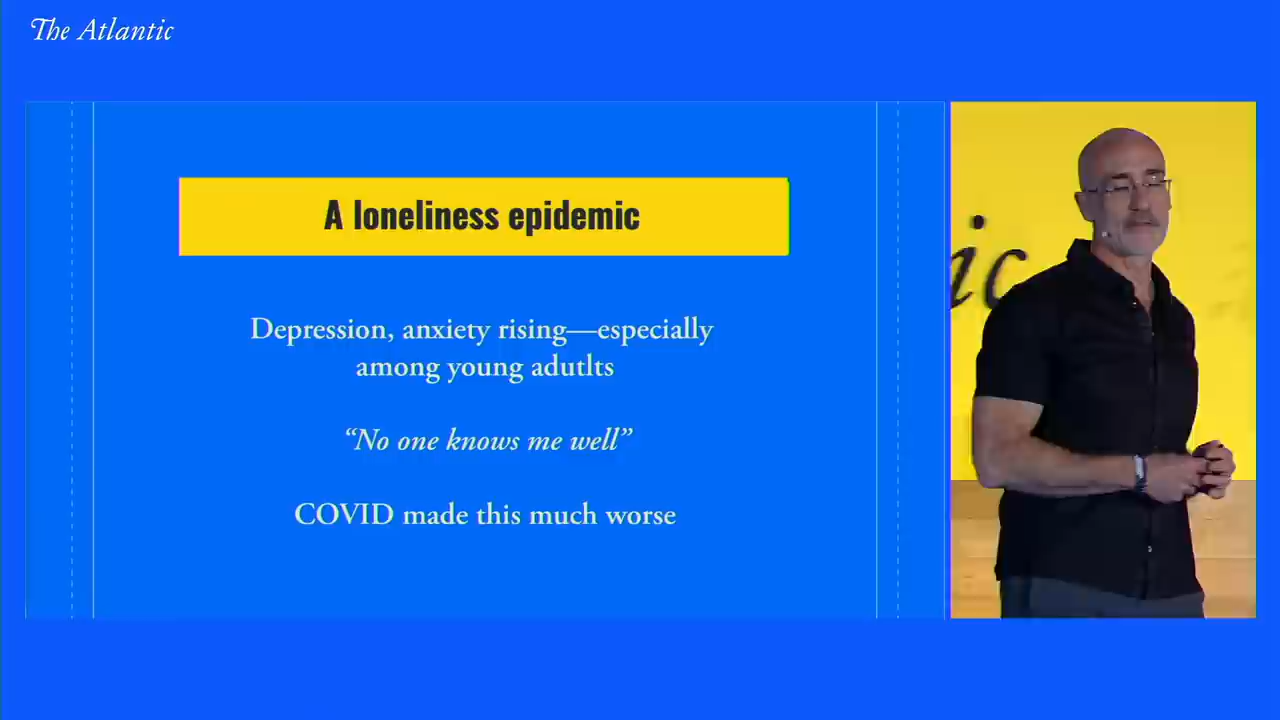 The Atlantic
A loneliness epidemic
Depression, anxiety rising—especially
among young adutlts
“No one knows me well”
COVID made this much worse
ic